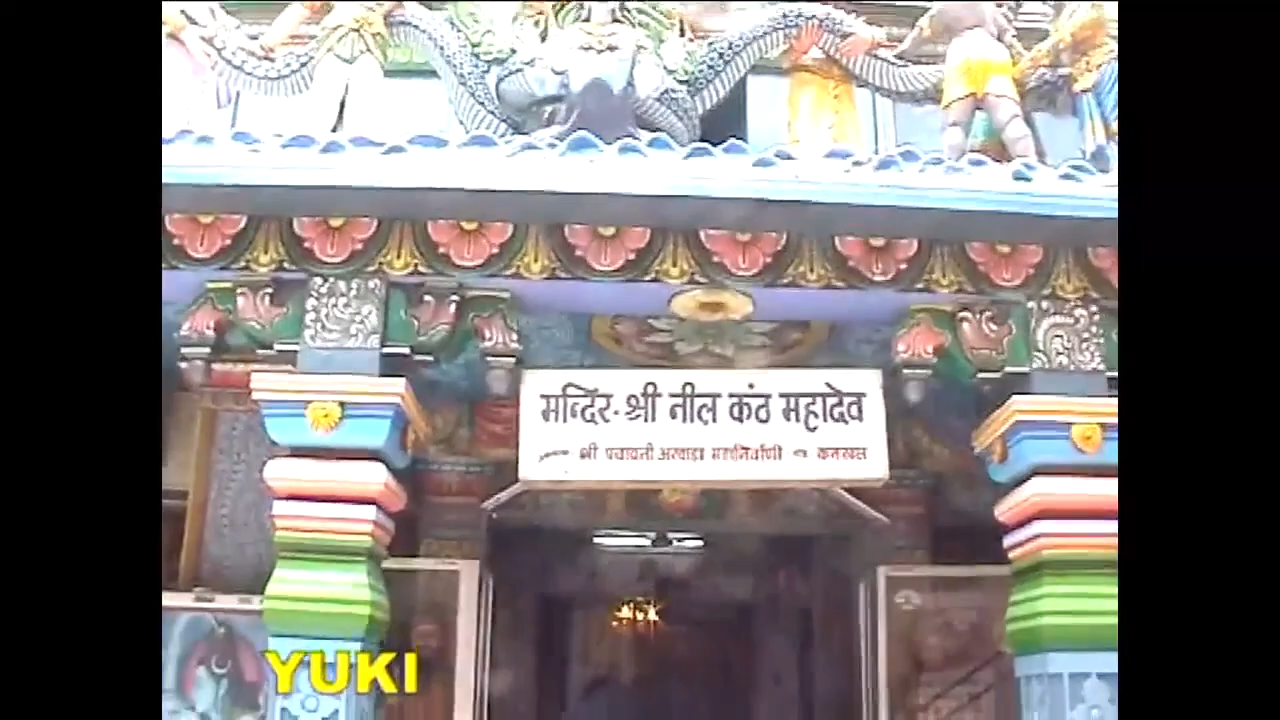 मन्दिर-श्री नील कंठ महादेव
श्री पंचायती अखाड़ा महानिर्वाणी - कनखल
YUKI